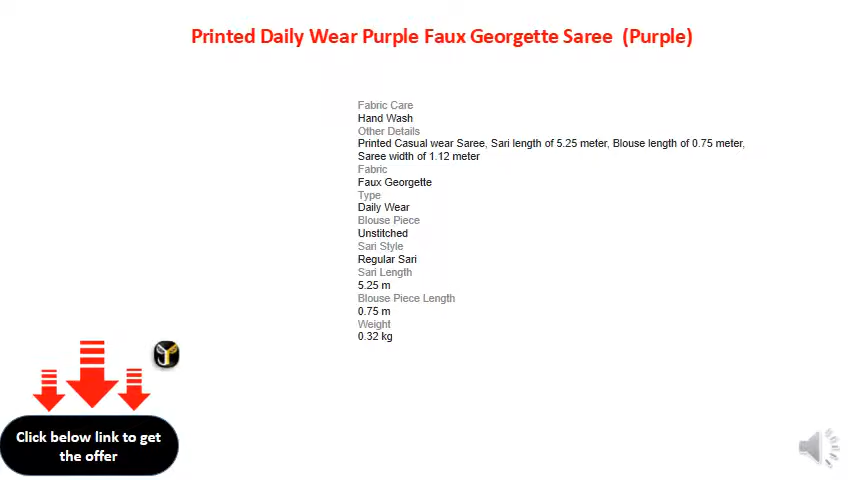 Printed Daily Wear Purple Faux Georgette Saree (Purple)
Fabric Care
Hand Wash
Other Details
Printed Casual wear Saree, Sari length of 5.25 meter, Blouse length of 0.75 meter,
Saree width of 1.12 meter
Fabric
Faux Georgette
Type
Daily Wear
Blouse Piece
Unstitched
Sari Style
Regular Sari
Sari Length
5.25 m
Blouse Piece Length
0.75 m
Weight
0.32 kg
Click below link to get
the offer